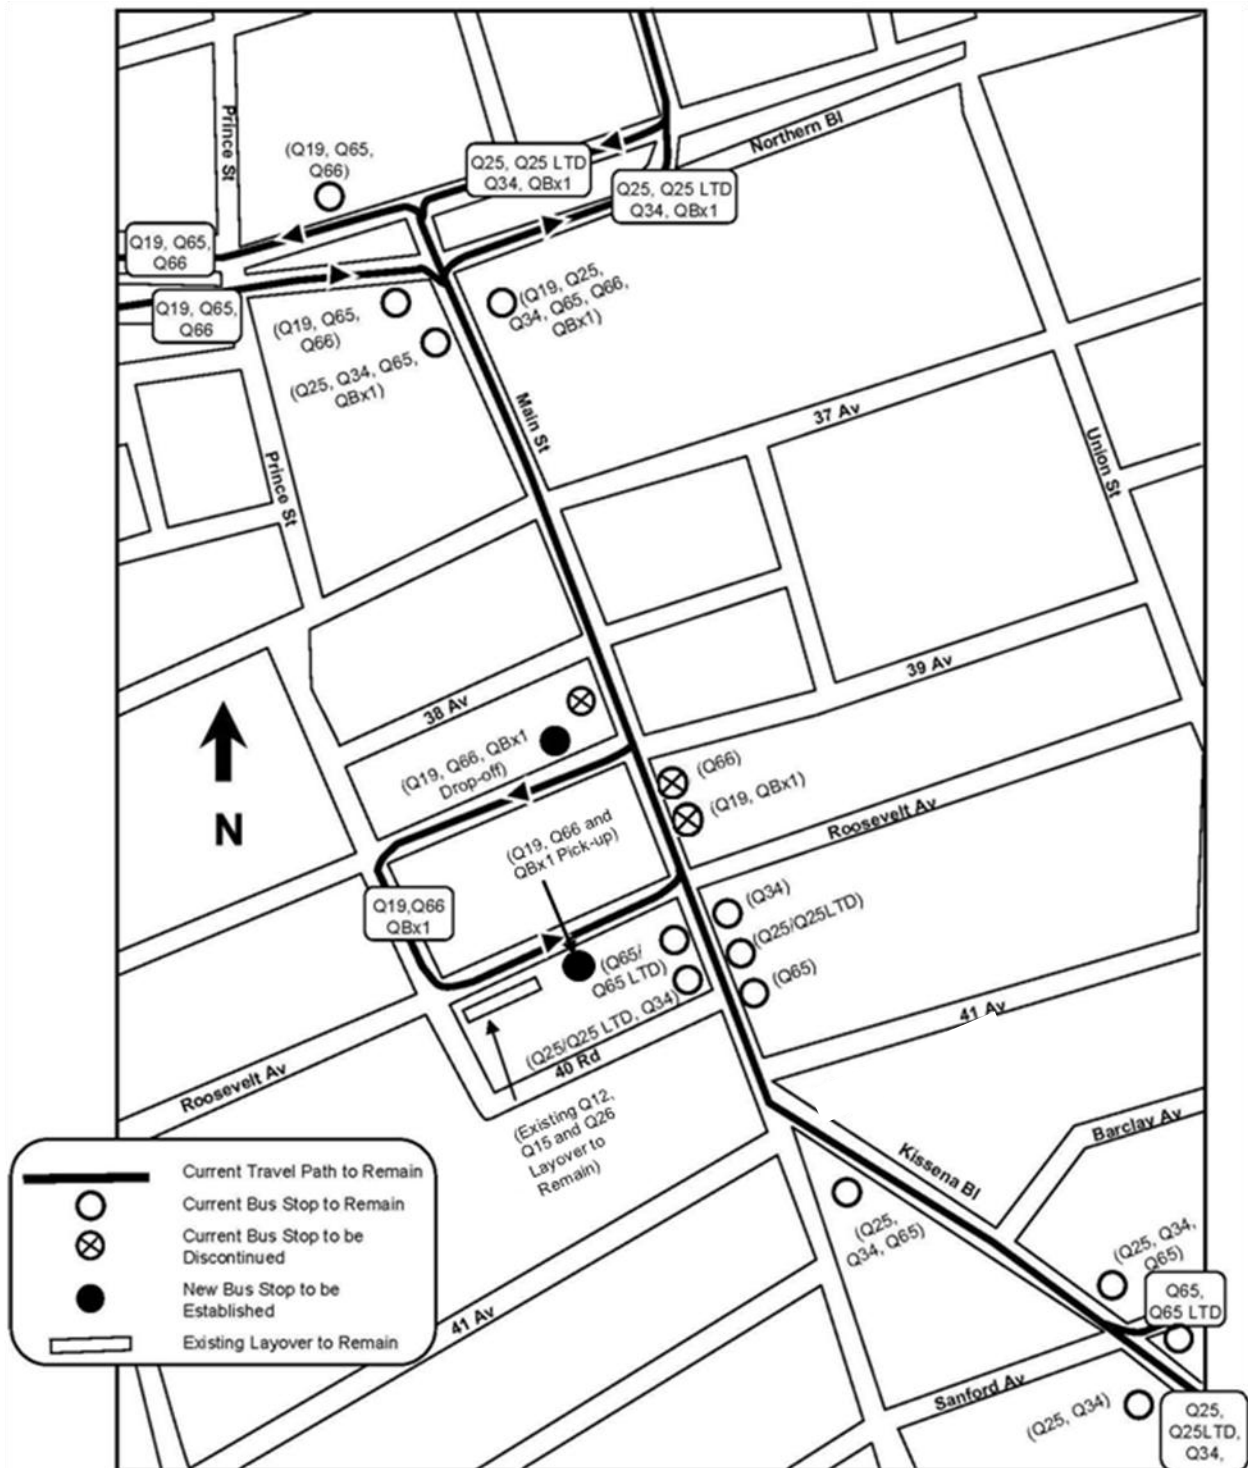 Prince St
(Q19, Q65,
Q66)
Q25, Q25 LTD
Q34, QBx1
Northern Bl
Q25, Q25 LTD
Q34, QBx1
Q19, Q65,
Q66
Q19, Q65,
Q66
(Q19, Q65,
Q66)
(Q19, Q25,
Q34, Q65, Q66,
QBx1)
(Q25, Q34, Q65,
QBx1)
Main St
37 Av
Union St
Prince St
39 Av
38 Av
(Q19, Q66, QBx1
Drop-off)
(Q66)
(Q19, QBx1)
N
Roosevelt Av
(Q19, Q66 and
QBx1 Pick-up)
Q19,Q66
QBx1
(Q34)
(Q25/Q25LTD)
(Q65)
(Q65/
Q65 LTD)
(Q25/Q25 LTD, Q34)
41 Av
40 Rd
Roosevelt Av
(Existing Q12,
Q15 and Q26
Layover to
Remain)
Barclay Av
Kissena Bl
(Q25,
Q34, Q65)
(Q25, Q34,
Q65)
Q65,
Q65 LTD
Current Travel Path to Remain
Current Bus Stop to Remain
Current Bus Stop to be
Discontinued
New Bus Stop to be
Established
Existing Layover to Remain
41 Av
Sanford Av
(Q25, Q34)
Q25,
Q25LTD,
Q34,